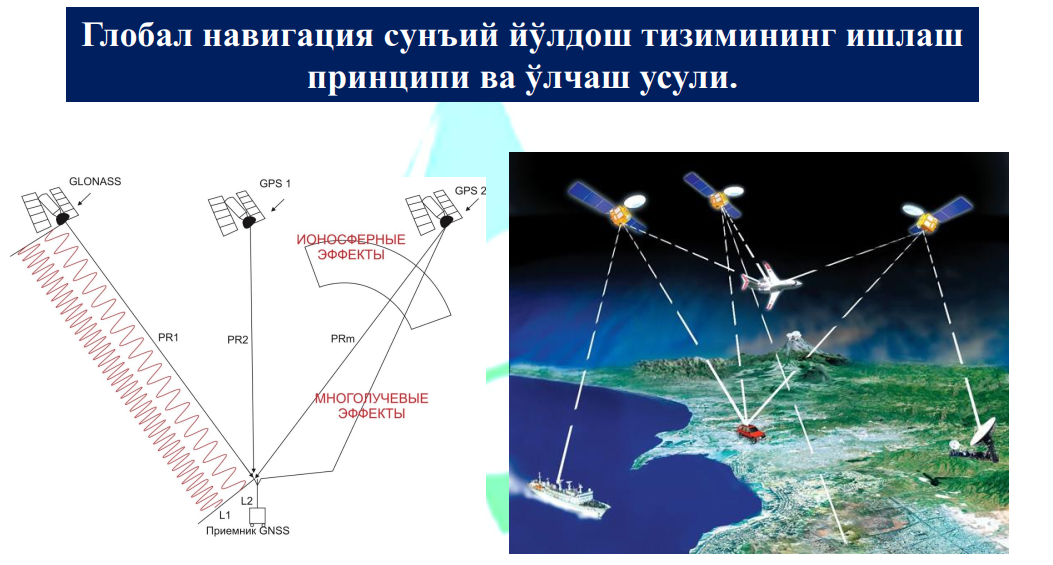 Глобал навигация сунъий йўлдош тизимининг ишлаш
принципи ва ўлчаш усули.
GLONASS
GPS 1
GPS 2
ИОНОСФЕРНЫЕ
ЭФФЕКТЫ
PR1
PR2
PRm
МНОГОЛУЧЕВЫЕ
ЭФФЕКТЫ
L2
L1
Приемник GNSS